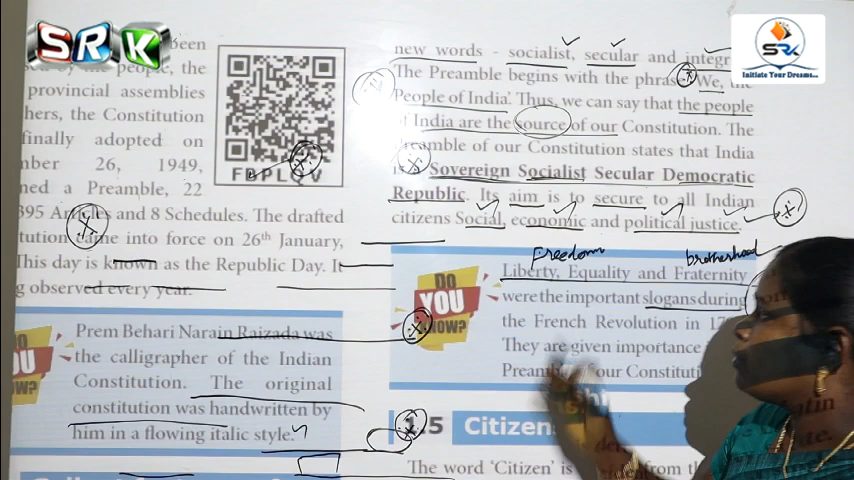 SRK
SRK
Initiate Your Dreams...
been
the people, the
provincial assemblies
hers, the Constitution
finally adopted on
mber 26, 1949,
ned a Preamble, 22
395 Articles and 8 Schedules. The drafted
tution came into force on 26th January,
This day is known as the Republic Day. It
g observed every year.
DO
YOU
NOW?
Prem Behari Narain Raizada was
the calligrapher of the Indian
Constitution. The original
constitution was handwritten by
him in a flowing italic style.
new words - socialist, secular and integr
The Preamble begins with the phrase We, the
People of India'. Thus, we can say that the people
of India are the source of our Constitution. The
reamble of our Constitution states that India
is Sovereign Socialist Secular Democratic
Republic. Its aim is to secure to all Indian
citizens Social, economic and political justice.
Freedom brotherhood
DO
YOU
NOW?
Liberty, Equality and Fraternity
were the important slogans during
the French Revolution in 17
They are given importance
Preamble of our Constitut
1.5 Citizen
The word 'Citizen' is from th